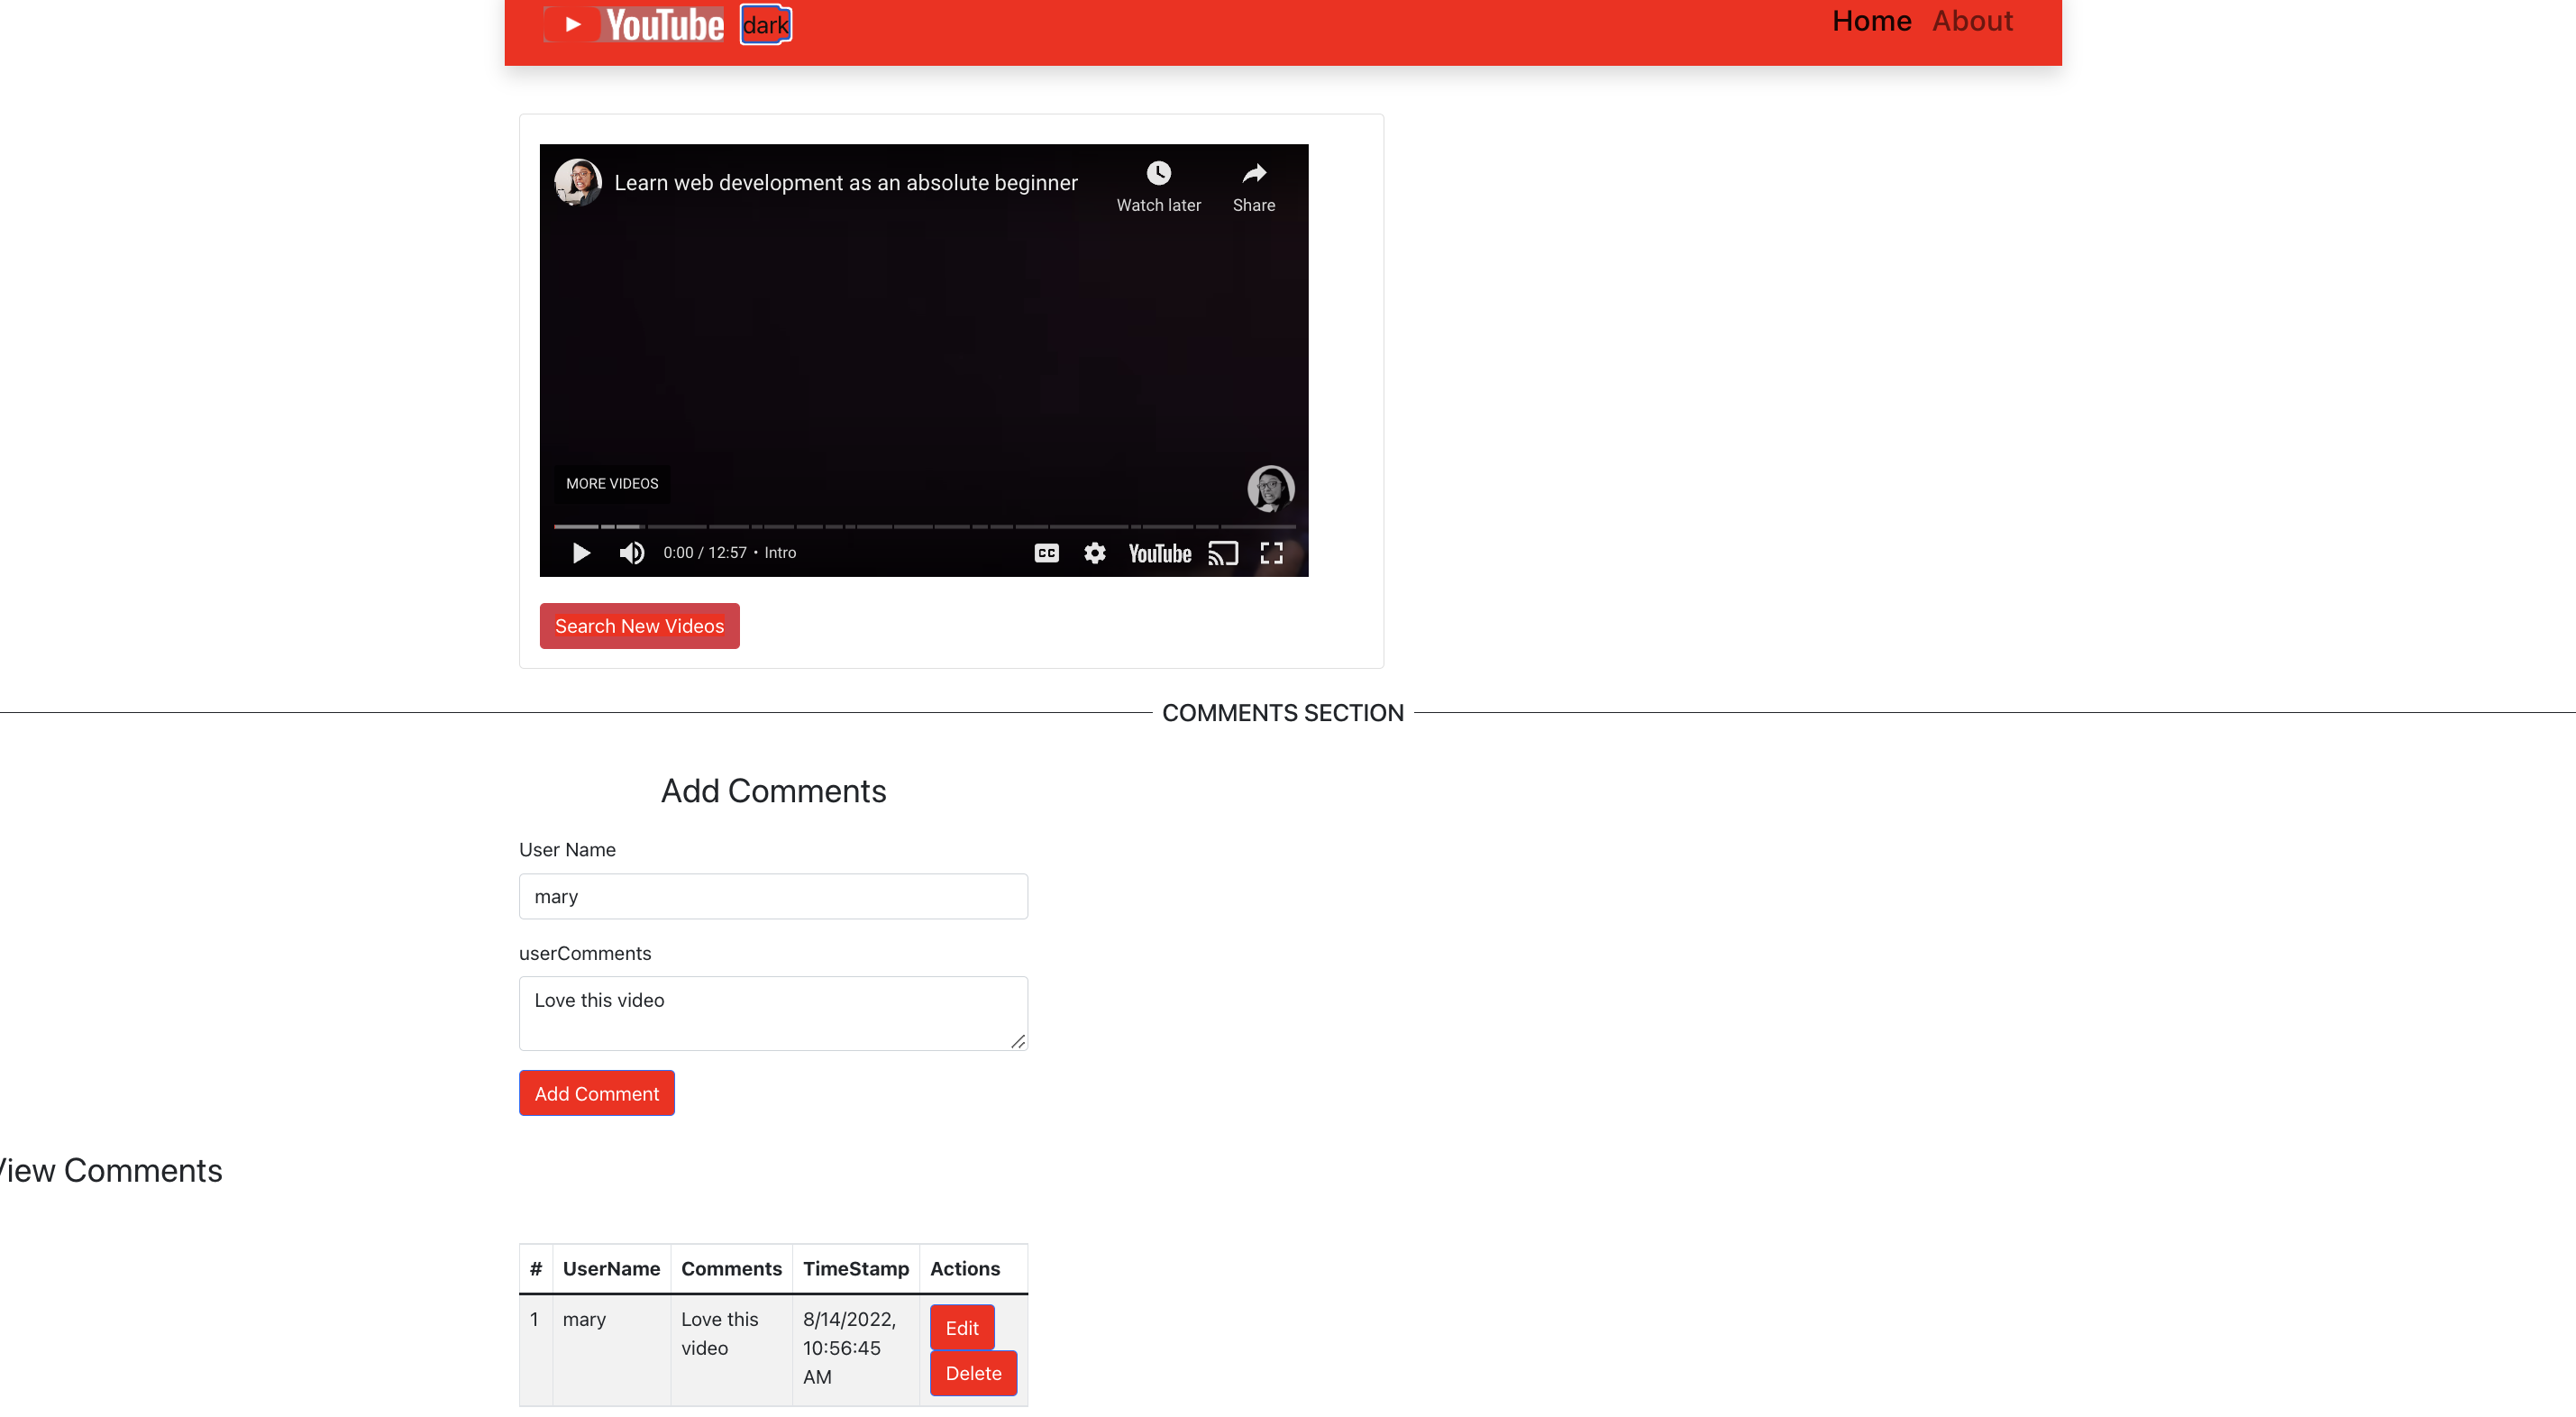 YouTube dark Home About
Learn web development as an absolute beginner
Watch later Share
MORE VIDEOS
0:00 / 12:57 • Intro CC YouTube
Search New Videos
COMMENTS SECTION
Add Comments
User Name
mary
userComments
Love this video
Add Comment
View Comments
# UserName Comments TimeStamp Actions
1 mary Love this 8/14/2022, Edit
video 10:56:45
AM Delete